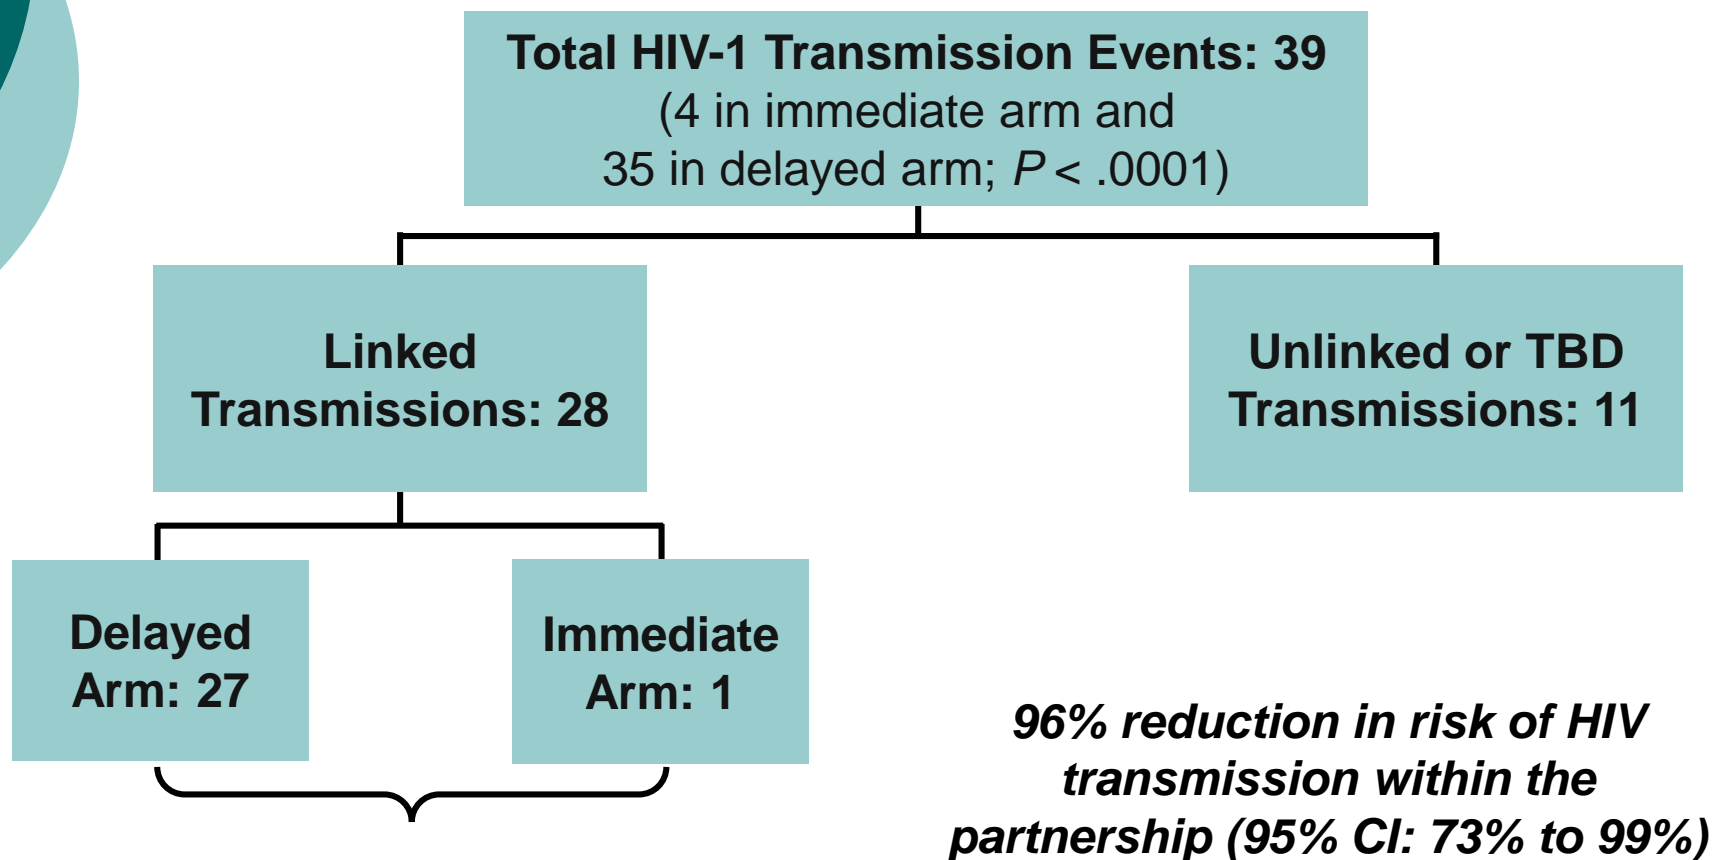 Total HIV-1 Transmission Events: 39
(4 in immediate arm and
35 in delayed arm; P < .0001)
Linked
Transmissions: 28
Unlinked or TBD
Transmissions: 11
Delayed
Arm: 27
Immediate
Arm: 1
96% reduction in risk of HIV
transmission within the
partnership (95% CI: 73% to 99%)